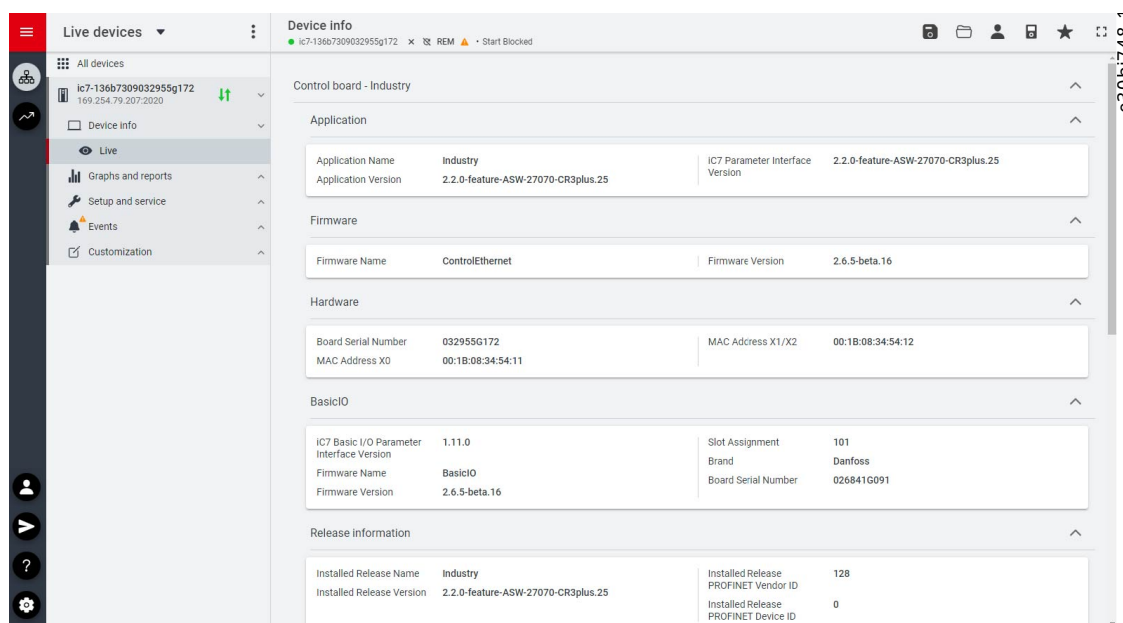 Live devices
Device info
ic7-136b7309032955g172 REM • Start Blocked
All devices
ic7-136b7309032955g172
169.254.79.207:2020
Device info
Live
Graphs and reports
Setup and service
Events
Customization
Control board - Industry
Application
Application Name Industry
Application Version 2.2.0-feature-ASW-27070-CR3plus.25
iC7 Parameter Interface
Version
2.2.0-feature-ASW-27070-CR3plus.25
Firmware
Firmware Name ControlEthernet
Firmware Version 2.6.5-beta.16
Hardware
Board Serial Number 032955G172
MAC Address X0 00:1B:08:34:54:11
MAC Address X1/X2 00:1B:08:34:54:12
BasicIO
iC7 Basic I/O Parameter
Interface Version
1.11.0
Firmware Name BasicIO
Firmware Version 2.6.5-beta.16
Slot Assignment 101
Brand Danfoss
Board Serial Number 026841G091
Release information
Installed Release Name Industry
Installed Release Version 2.2.0-feature-ASW-27070-CR3plus.25
Installed Release
PROFINET Vendor ID
128
Installed Release
PROFINET Device ID
0